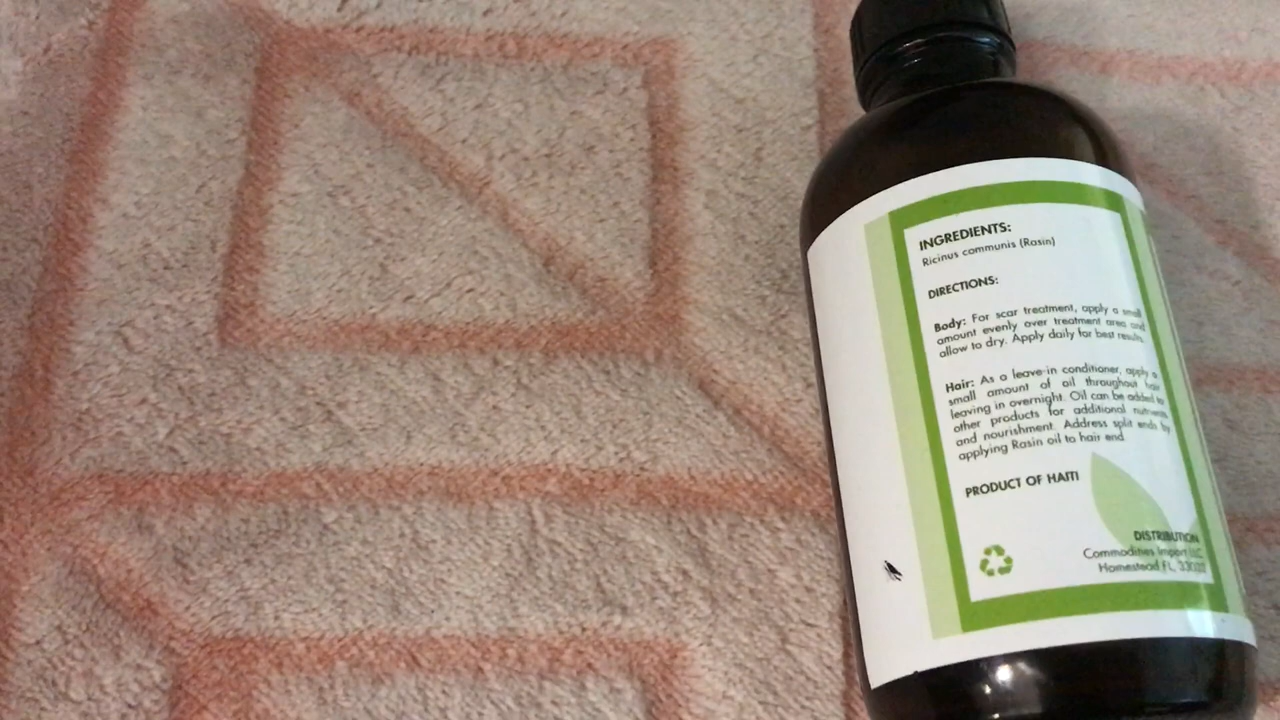 INGREDIENTS:
Ricinus communis (Rosin)
DIRECTIONS:
Body: For scar treatment, apply a small
amount evenly over treatment area and
allow to dry. Apply daily for best results.
Hair: As a leave-in conditioner, apply a
small amount of oil throughout hair
leaving in overnight. Oil can be added to
other products for additional nutrients
and nourishment. Address split ends by
applying Rosin oil to hair end
PRODUCT OF HAITI
DISTRIBUTION
Commodities Import LLC
Homestead FL,